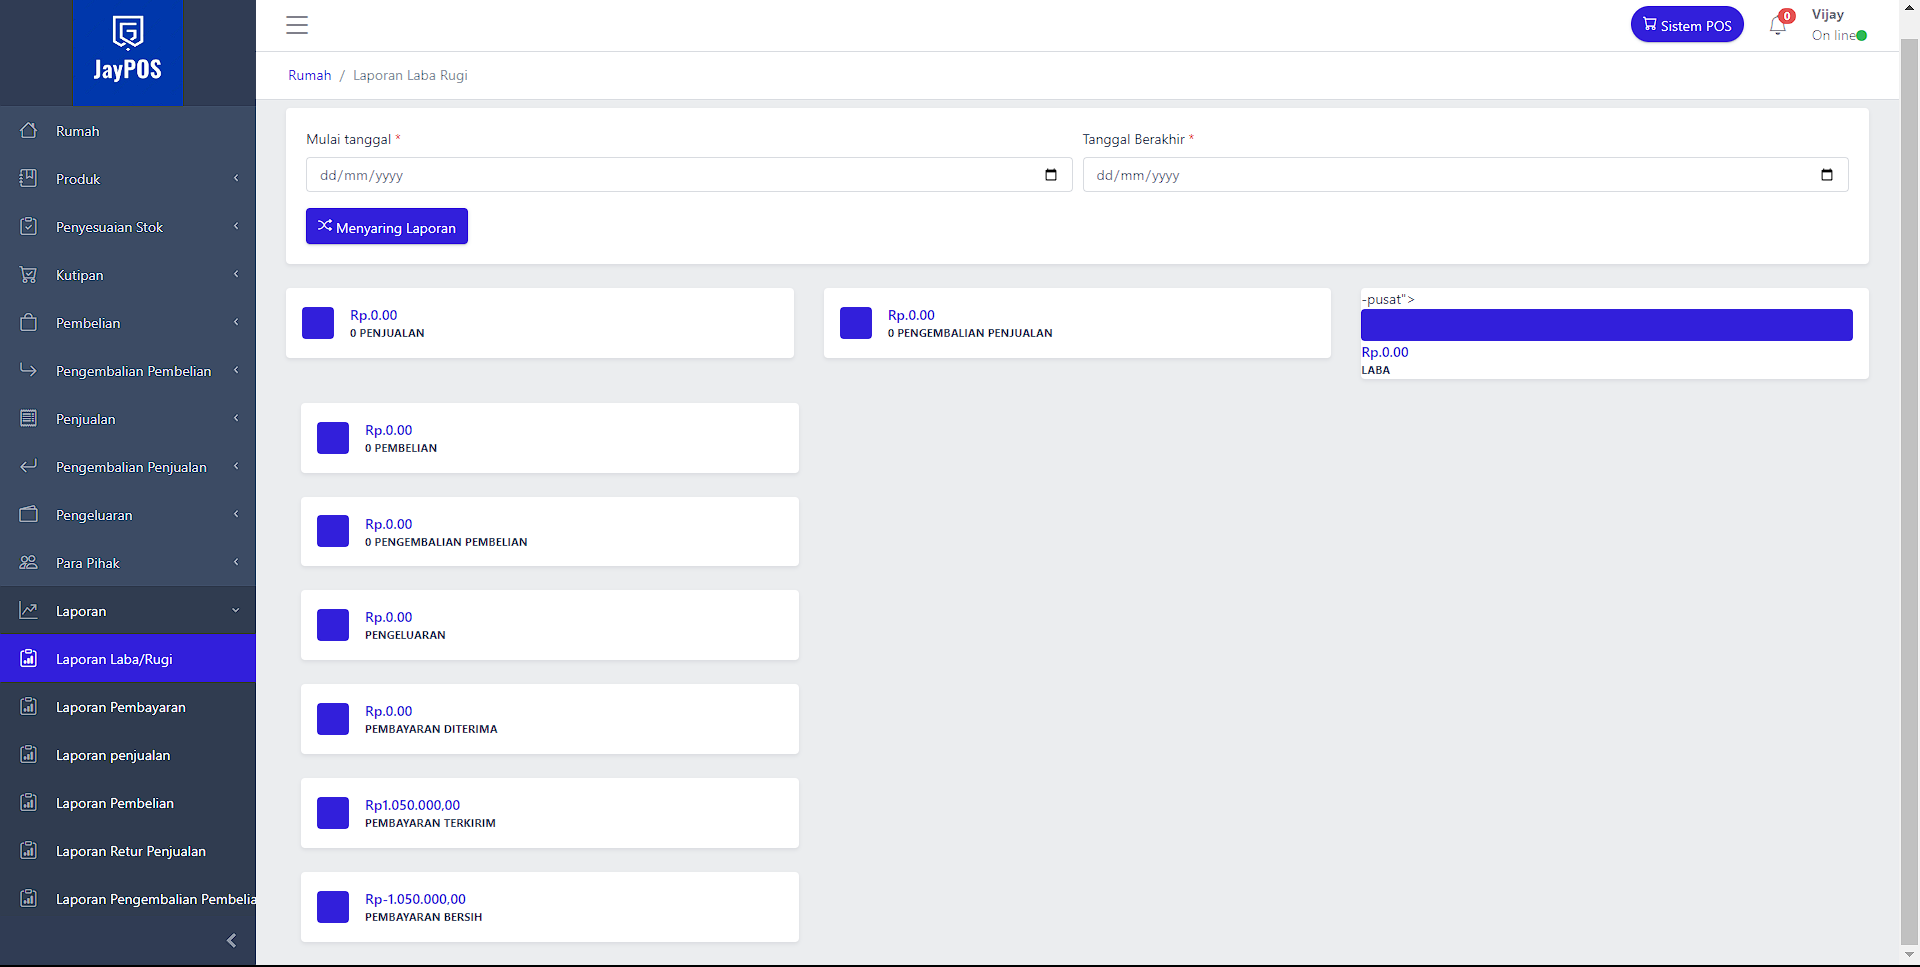 JayPOS
Sistem POS
0
Vijay
On line
Rumah / Laporan Laba Rugi
Rumah
Produk
Penyesuaian Stok
Kutipan
Pembelian
Pengembalian Pembelian
Penjualan
Pengembalian Penjualan
Pengeluaran
Para Pihak
Laporan
Laporan Laba/Rugi
Laporan Pembayaran
Laporan penjualan
Laporan Pembelian
Laporan Retur Penjualan
Laporan Pengembalian Pembelia
Mulai tanggal *
dd/mm/yyyy
Tanggal Berakhir *
dd/mm/yyyy
Menyaring Laporan
Rp.0.00
0 PENJUALAN
Rp.0.00
0 PENGEMBALIAN PENJUALAN
-pusat">
Rp.0.00
LABA
Rp.0.00
0 PEMBELIAN
Rp.0.00
0 PENGEMBALIAN PEMBELIAN
Rp.0.00
PENGELUARAN
Rp.0.00
PEMBAYARAN DITERIMA
Rp1.050.000,00
PEMBAYARAN TERKIRIM
Rp-1.050.000,00
PEMBAYARAN BERSIH